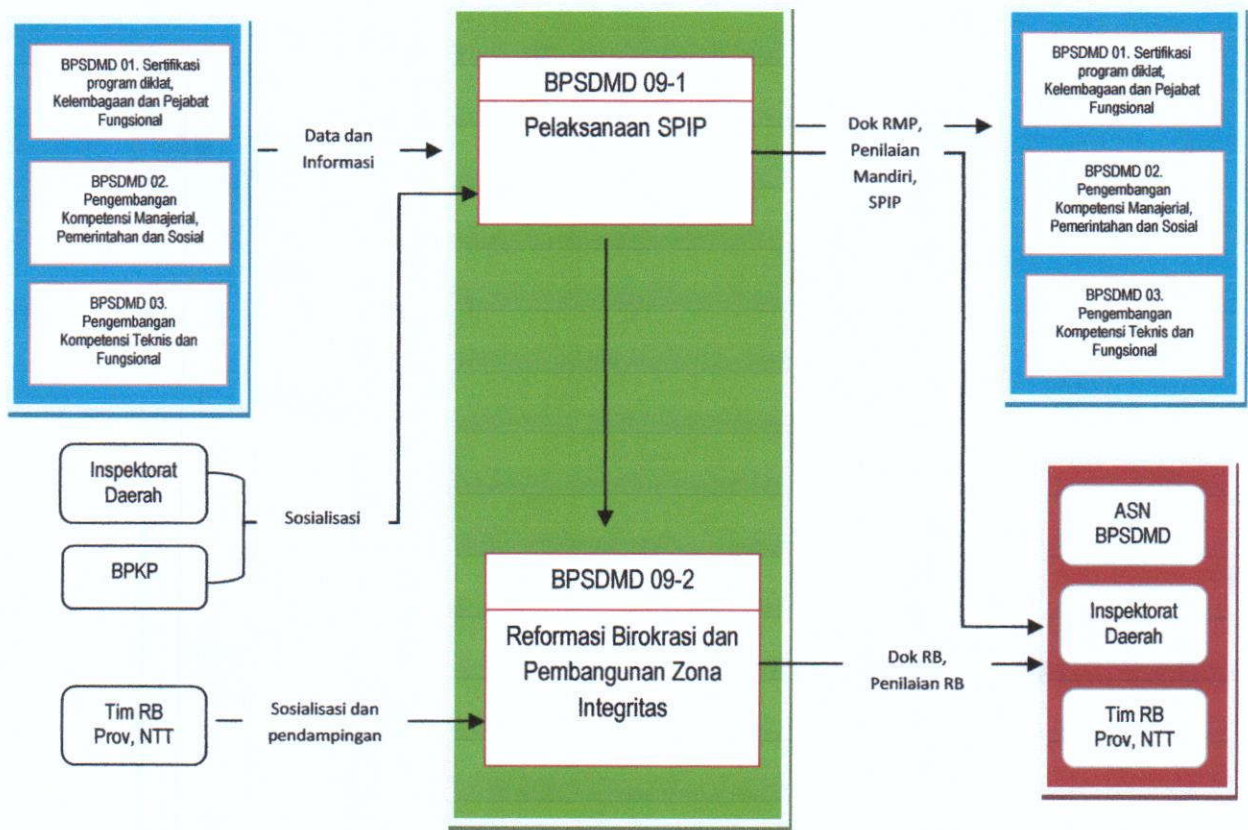 BPSDMD 01. Sertifikasi
program diklat,
Kelembagaan dan Pejabat
Fungsional
BPSDMD 02.
Pengembangan
Kompetensi Manajerial,
Pemerintahan dan Sosial
BPSDMD 03.
Pengembangan
Kompetensi Teknis dan
Fungsional
Data dan
Informasi
Inspektorat
Daerah
BPKP
Sosialisasi
Tim RB
Prov, NTT
Sosialisasi dan
pendampingan
BPSDMD 09-1
Pelaksanaan SPIP
BPSDMD 09-2
Reformasi Birokrasi dan
Pembangunan Zona
Integritas
Dok RMP,
Penilaian
Mandiri,
SPIP
Dok RB,
Penilaian RB
BPSDMD 01. Sertifikasi
program diklat,
Kelembagaan dan Pejabat
Fungsional
BPSDMD 02.
Pengembangan
Kompetensi Manajerial,
Pemerintahan dan Sosial
BPSDMD 03.
Pengembangan
Kompetensi Teknis dan
Fungsional
ASN
BPSDMD
Inspektorat
Daerah
Tim RB
Prov, NTT